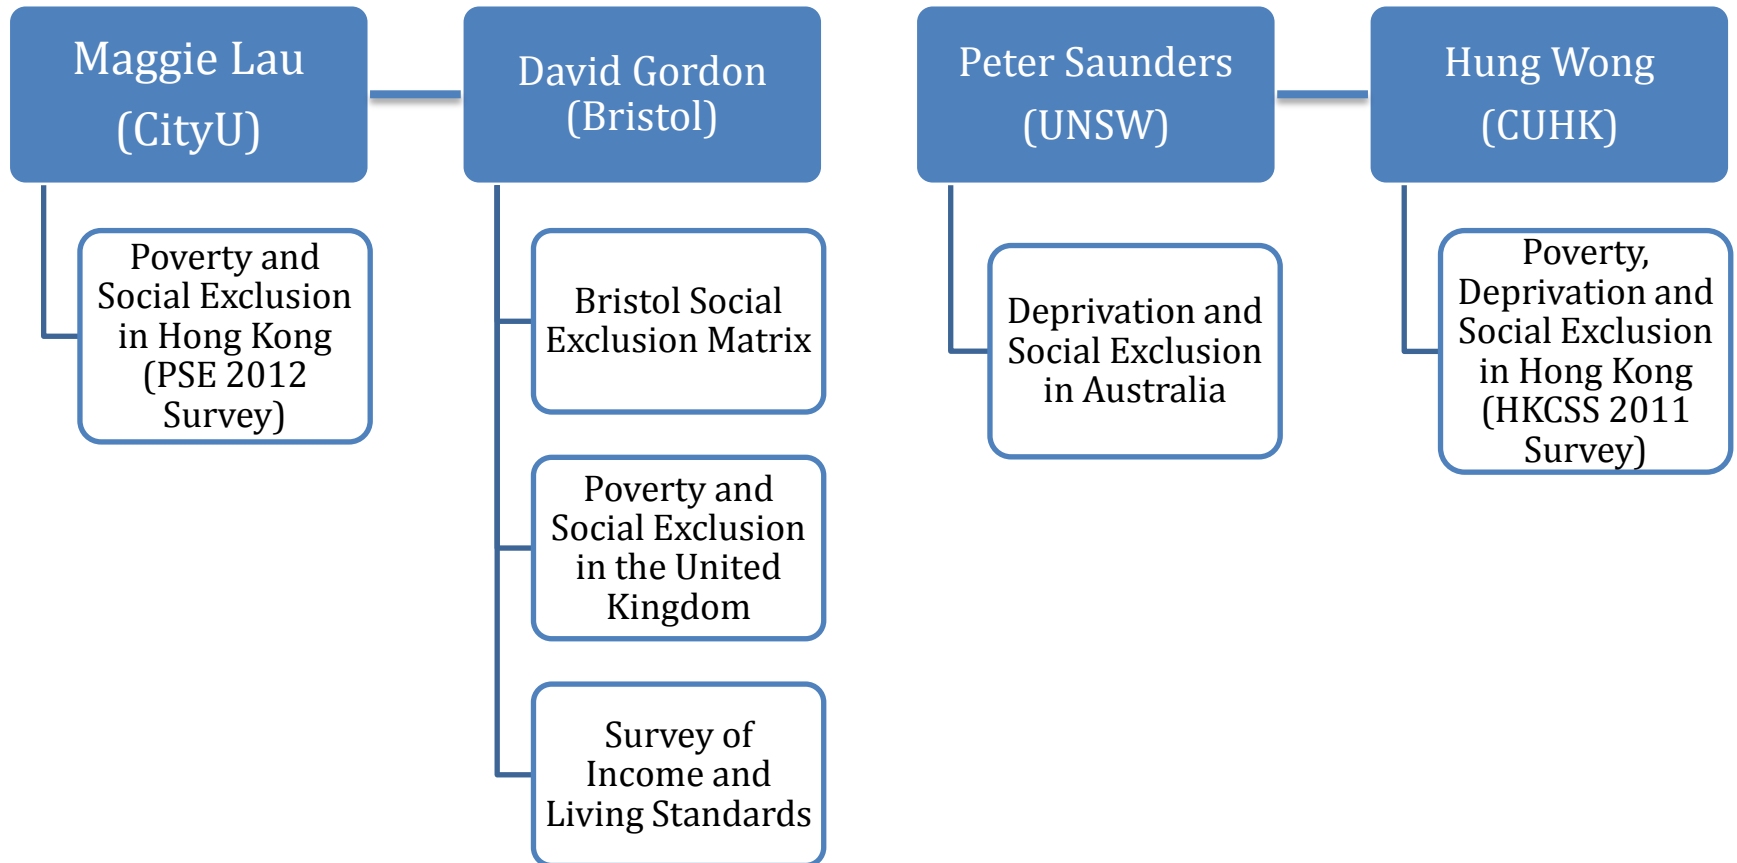 Maggie Lau
(CityU)
David Gordon
(Bristol)
Peter Saunders
(UNSW)
Hung Wong
(CUHK)
Poverty and
Social Exclusion
in Hong Kong
(PSE 2012
Survey)
Bristol Social
Exclusion Matrix
Poverty and
Social Exclusion
in the United
Kingdom
Survey of
Income and
Living Standards
Deprivation and
Social Exclusion
in Australia
Poverty,
Deprivation and
Social Exclusion
in Hong Kong
(HKCSS 2011
Survey)